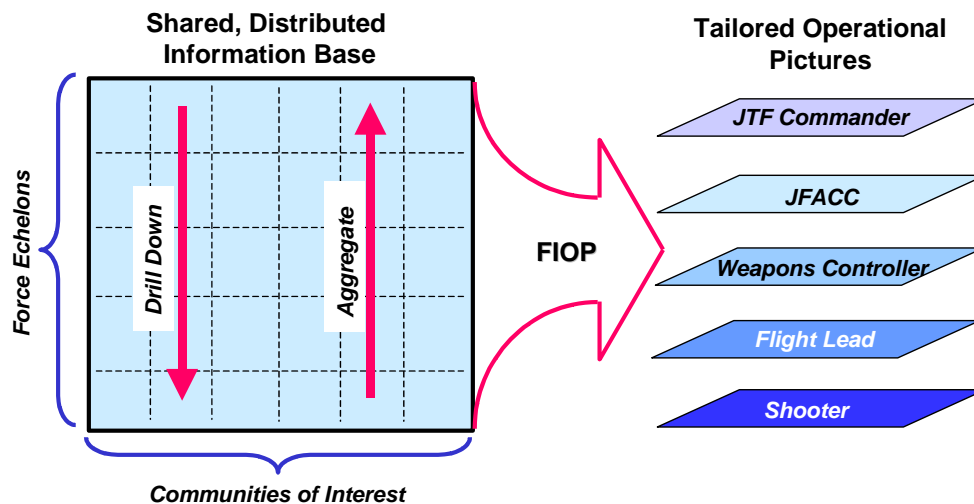 Shared, Distributed
Information Base
Tailored Operational
Pictures
Force Echelons
Drill Down
Aggregate
FIOP
JTF Commander
JFACC
Weapons Controller
Flight Lead
Shooter
Communities of Interest